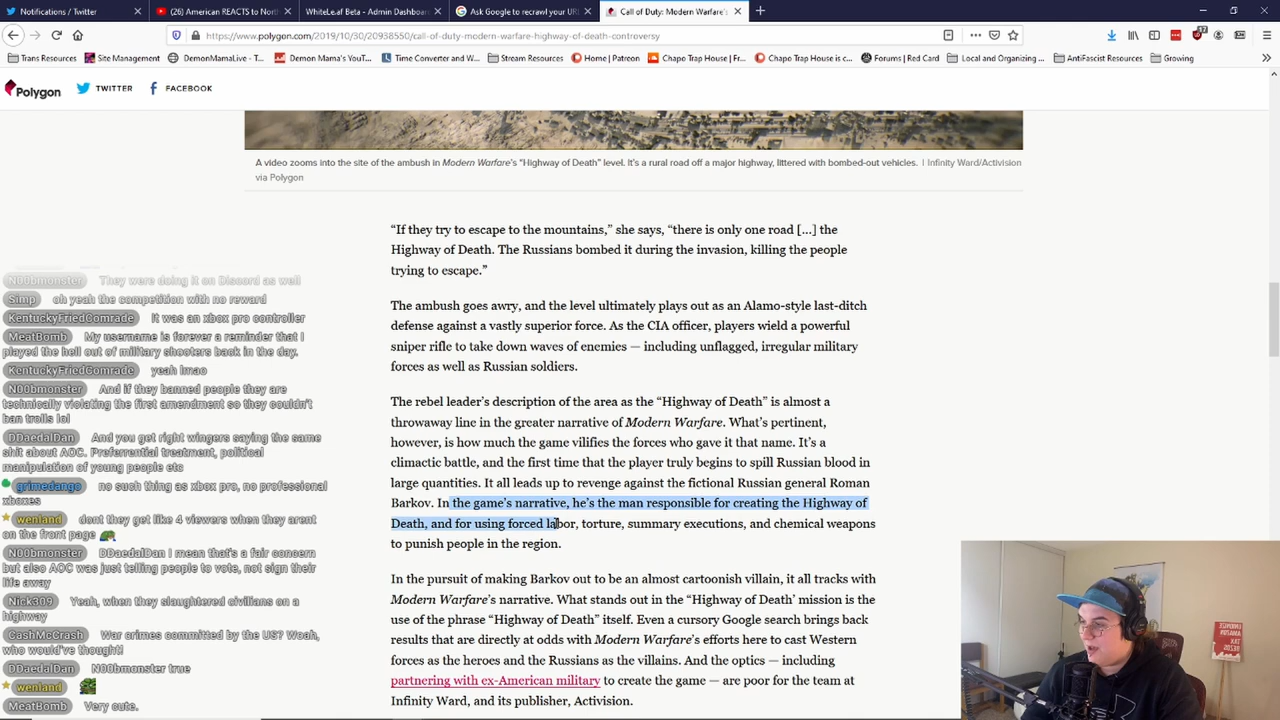 Notifications / Twitter
(26) American REACTS to North
WhiteLe.af Beta - Admin Dashboar
Ask Google to recrawl your URL
Call of Duty: Modern Warfare's
https://www.polygon.com/2019/10/30/20938550/call-of-duty-modern-warfare-highway-of-death-controversy
Trans Resources
Site Management
DemonMamaLive - T...
Demon Mama's YouT...
Time Converter and W...
Stream Resources
Home | Patreon
Chapo Trap House | Fr...
Chapo Trap House is c...
Forums | Red Card
Local and Organizing ...
AntiFascist Resources
Growing
Polygon
TWITTER
FACEBOOK
A video zooms into the site of the ambush in Modern Warfare's “Highway of Death” level. It's a rural road off a major highway, littered with bombed-out vehicles. | Infinity Ward/Activision
via Polygon
“If they try to escape to the mountains,” she says, “there is only one road [...] the
Highway of Death. The Russians bombed it during the invasion, killing the people
trying to escape.”
The ambush goes awry, and the level ultimately plays out as an Alamo-style last-ditch
defense against a vastly superior force. As the CIA officer, players wield a powerful
sniper rifle to take down waves of enemies — including unflagged, irregular military
forces as well as Russian soldiers.
The rebel leader's description of the area as the “Highway of Death” is almost a
throwaway line in the greater narrative of Modern Warfare. What's pertinent,
however, is how much the game vilifies the forces who gave it that name. It's a
climactic battle, and the first time that the player truly begins to spill Russian blood in
large quantities. It all leads up to revenge against the fictional Russian general Roman
Barkov. In the game's narrative, he's the man responsible for creating the Highway of
Death, and for using forced labor, torture, summary executions, and chemical weapons
to punish people in the region.
In the pursuit of making Barkov out to be an almost cartoonish villain, it all tracks with
Modern Warfare's narrative. What stands out in the “Highway of Death’ mission is the
use of the phrase “Highway of Death” itself. Even a cursory Google search brings back
results that are directly at odds with Modern Warfare's efforts here to cast Western
forces as the heroes and the Russians as the villains. And the optics — including
partnering with ex-American military to create the game — are poor for the team at
Infinity Ward, and its publisher, Activision.
N00bmonster They were doing it on Discord as well
Simp oh yeah the competition with no reward
KentuckyFriedComrade It was an xbox pro controller
MeatBomb My username is forever a reminder that I
played the hell out of military shooters back in the day.
KentuckyFriedComrade yeah lmao
N00bmonster And if they banned people they are
technically violating the first amendment so they couldn't
ban trolls lol
DDaedalDan And you get right wingers saying the same
shit about AOC. Preferrential treatment, political
manipulation of young people etc
grimedango no such thing as xbox pro, no professional
xboxes
wenland dont they get like 4 viewers when they arent
on the front page
N00bmonster DDaedalDan I mean that's a fair concern
but also AOC was just telling people to vote, not sign their
life away
Nick309 Yeah, when they slaughtered civilians on a
highway
CashMcCrash War crimes committed by the US? Woah,
who would've thought!
DDaedalDan N00bmonster true
wenland
MeatBomb Very cute.